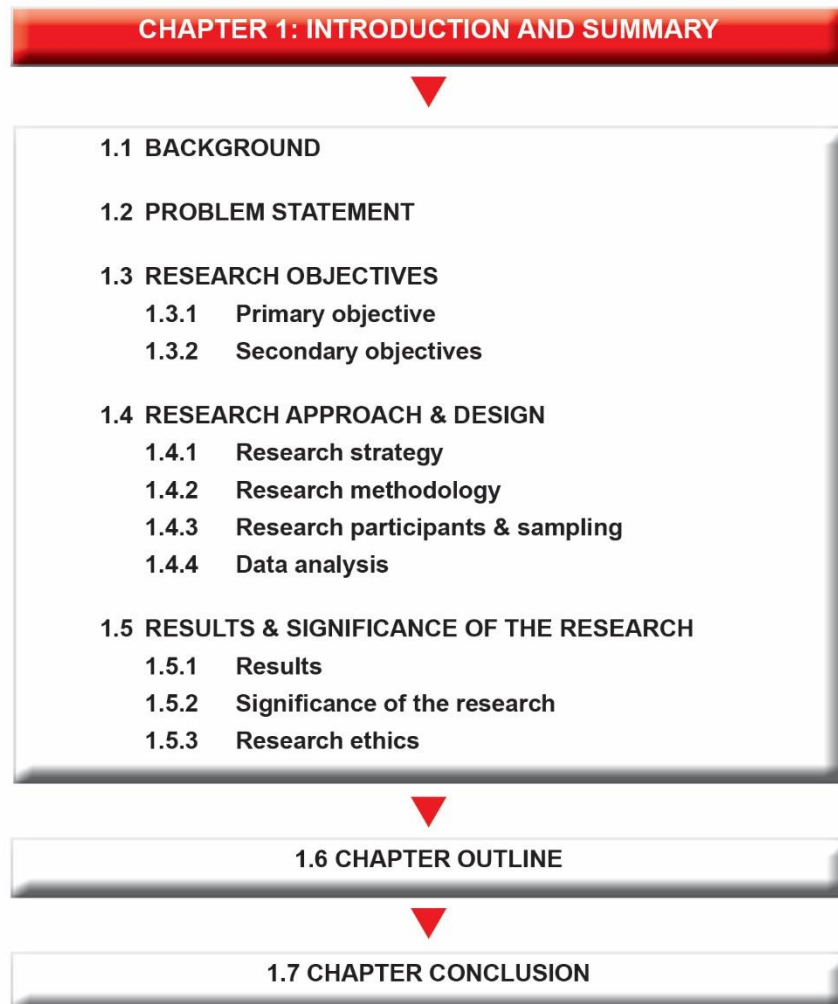 CHAPTER 1: INTRODUCTION AND SUMMARY
1.1 BACKGROUND
1.2 PROBLEM STATEMENT
1.3 RESEARCH OBJECTIVES
1.3.1 Primary objective
1.3.2 Secondary objectives
1.4 RESEARCH APPROACH & DESIGN
1.4.1 Research strategy
1.4.2 Research methodology
1.4.3 Research participants & sampling
1.4.4 Data analysis
1.5 RESULTS & SIGNIFICANCE OF THE RESEARCH
1.5.1 Results
1.5.2 Significance of the research
1.5.3 Research ethics
1.6 CHAPTER OUTLINE
1.7 CHAPTER CONCLUSION